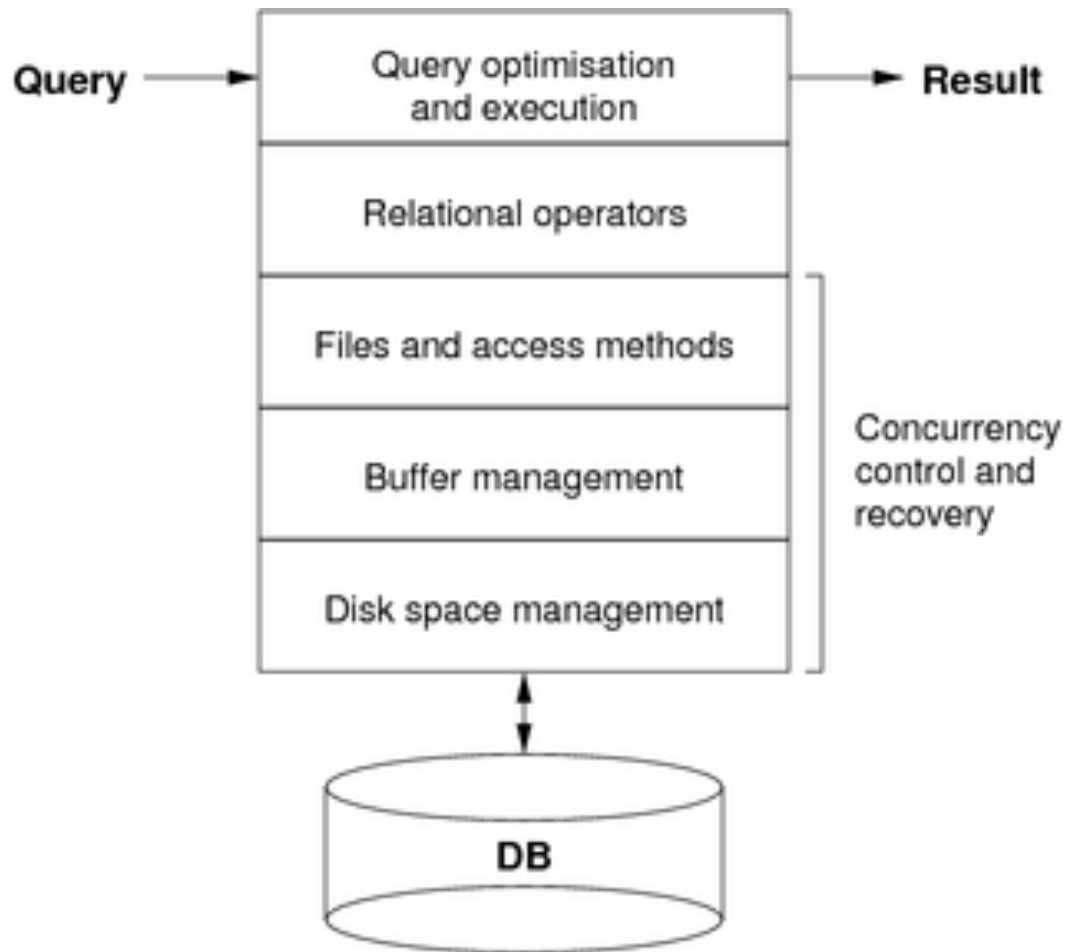 Query
Query optimisation
and execution
Result
Relational operators
Files and access methods
Buffer management
Disk space management
Concurrency
control and
recovery
DB